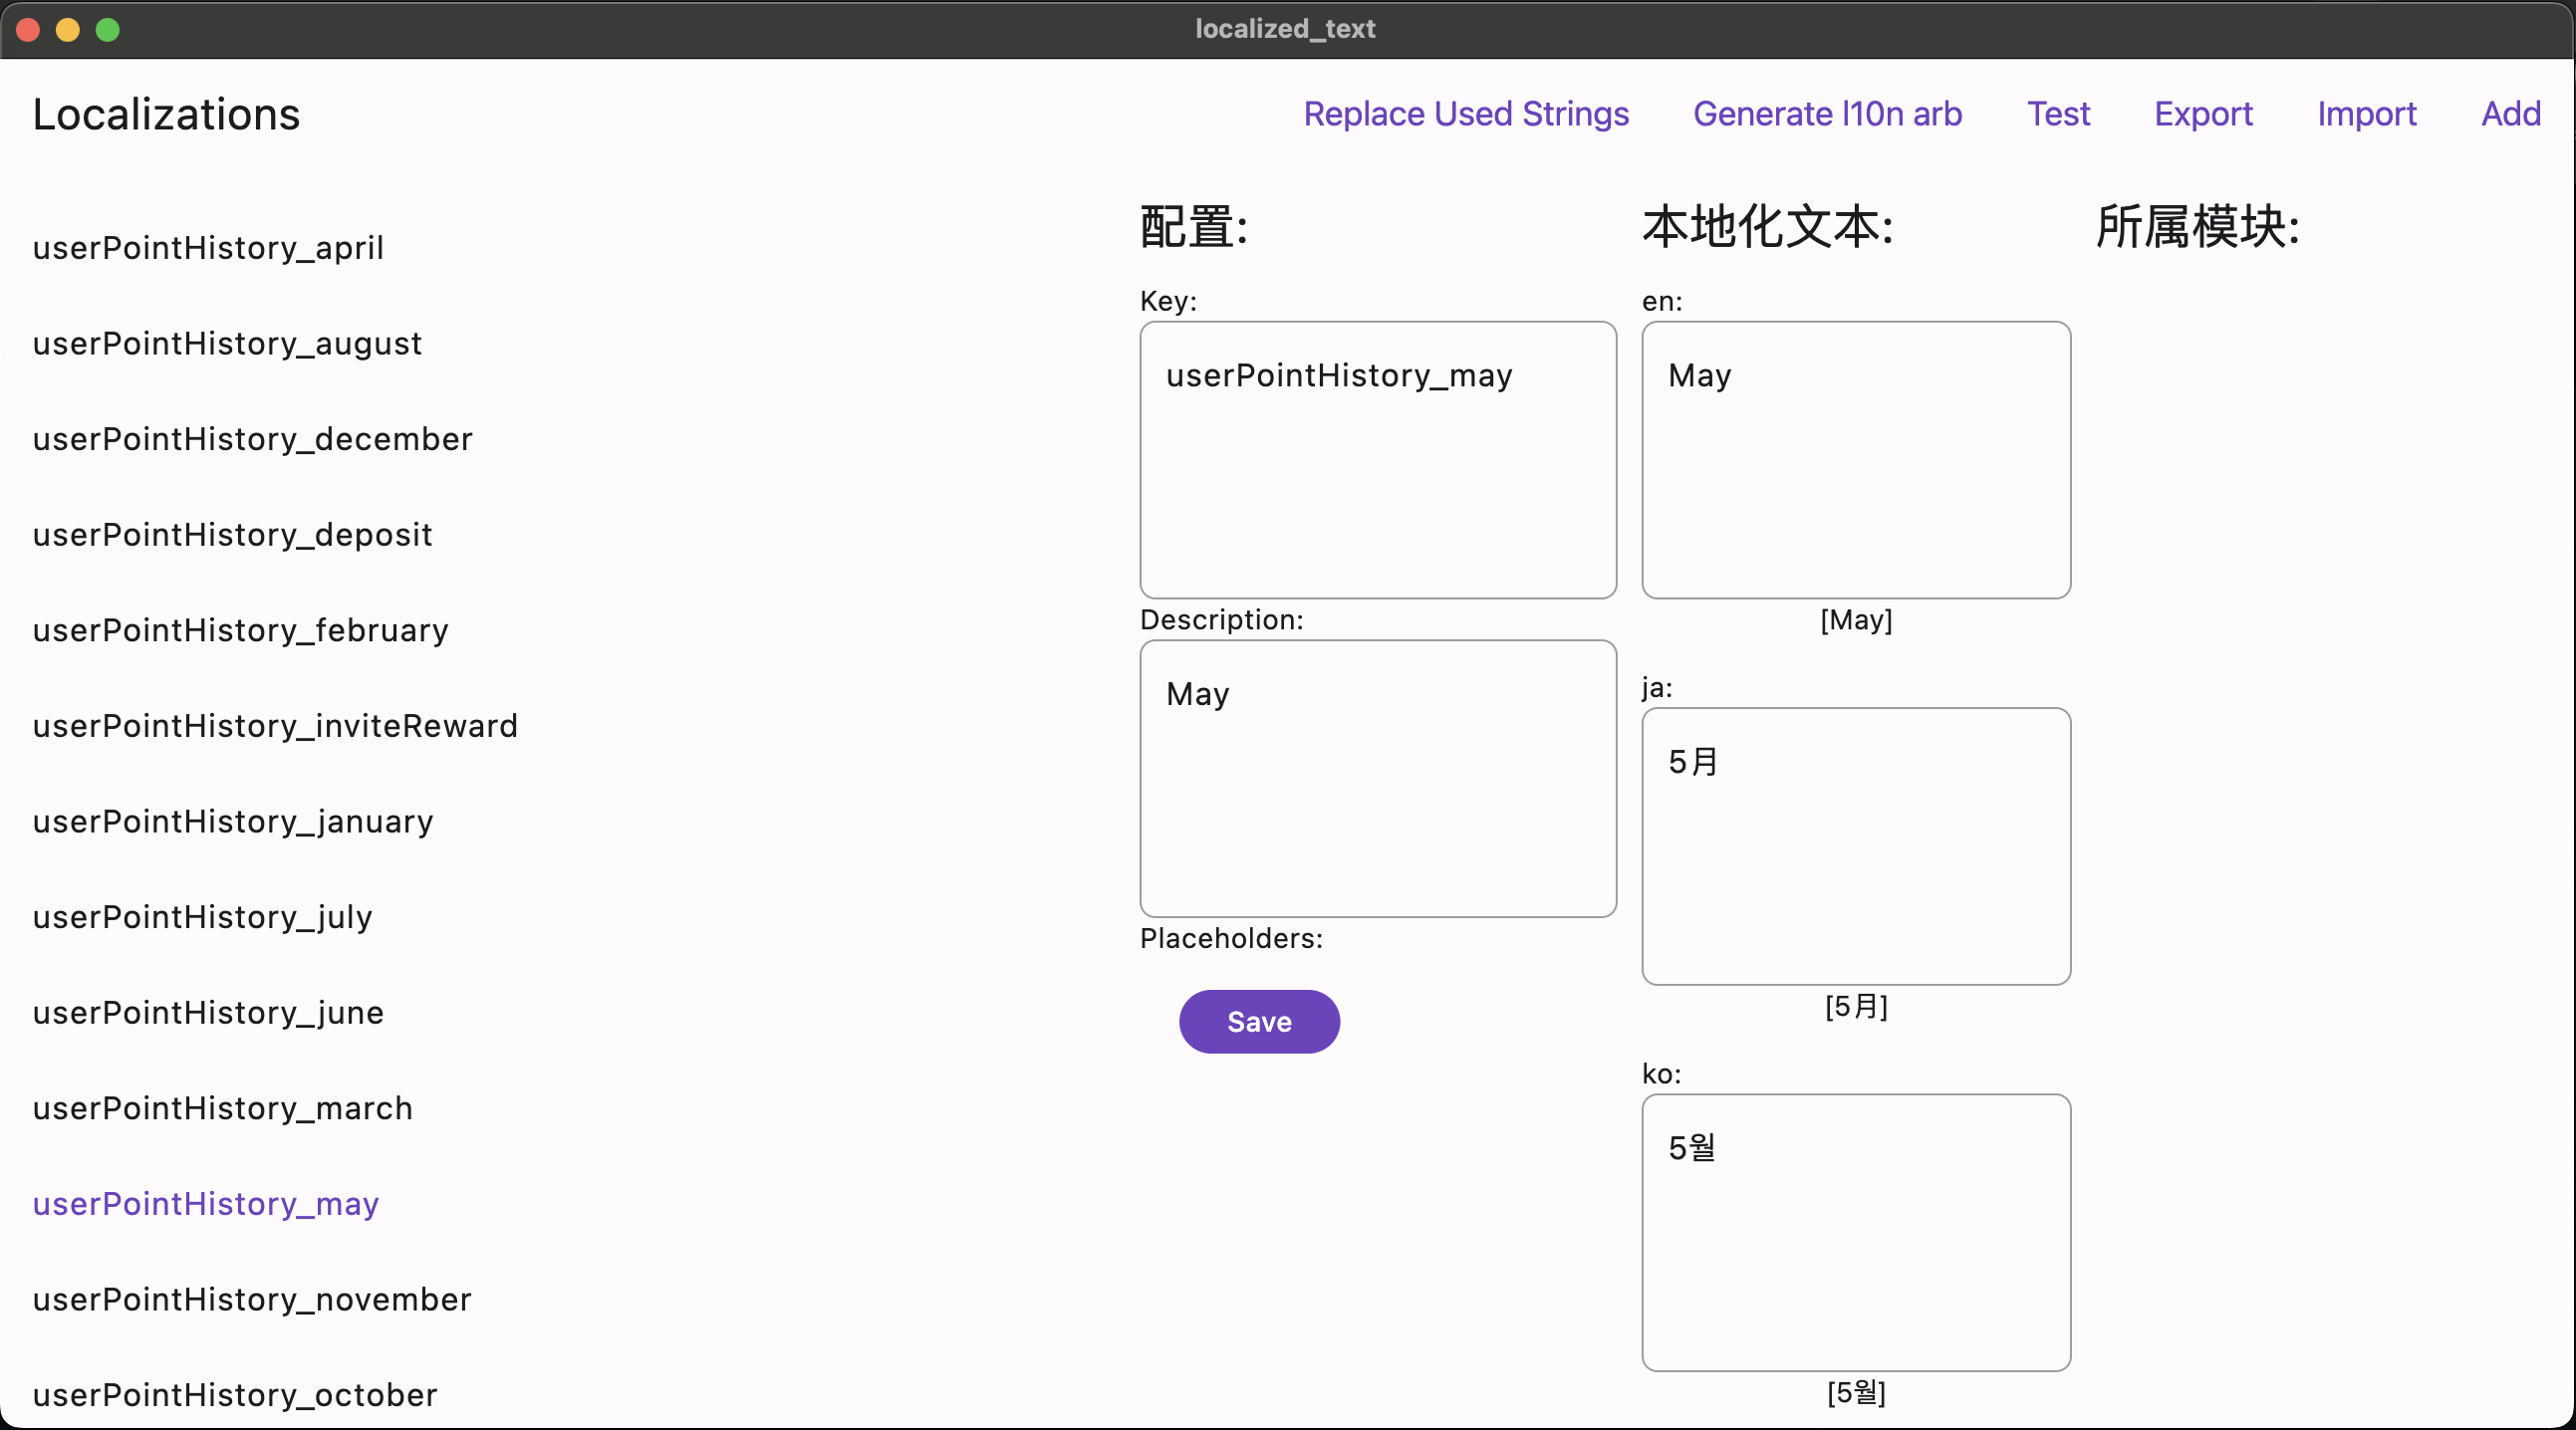 localized_text
Localizations
Replace Used Strings
Generate l10n arb
Test
Export
Import
Add
userPointHistory_april
userPointHistory_august
userPointHistory_december
userPointHistory_deposit
userPointHistory_february
userPointHistory_inviteReward
userPointHistory_january
userPointHistory_july
userPointHistory_june
userPointHistory_march
userPointHistory_may
userPointHistory_november
userPointHistory_october
配置:
Key:
userPointHistory_may
Description:
May
Placeholders:
Save
本地化文本:
en:
May
[May]
ja:
5月
[5月]
ko:
5월
[5월]
所属模块: